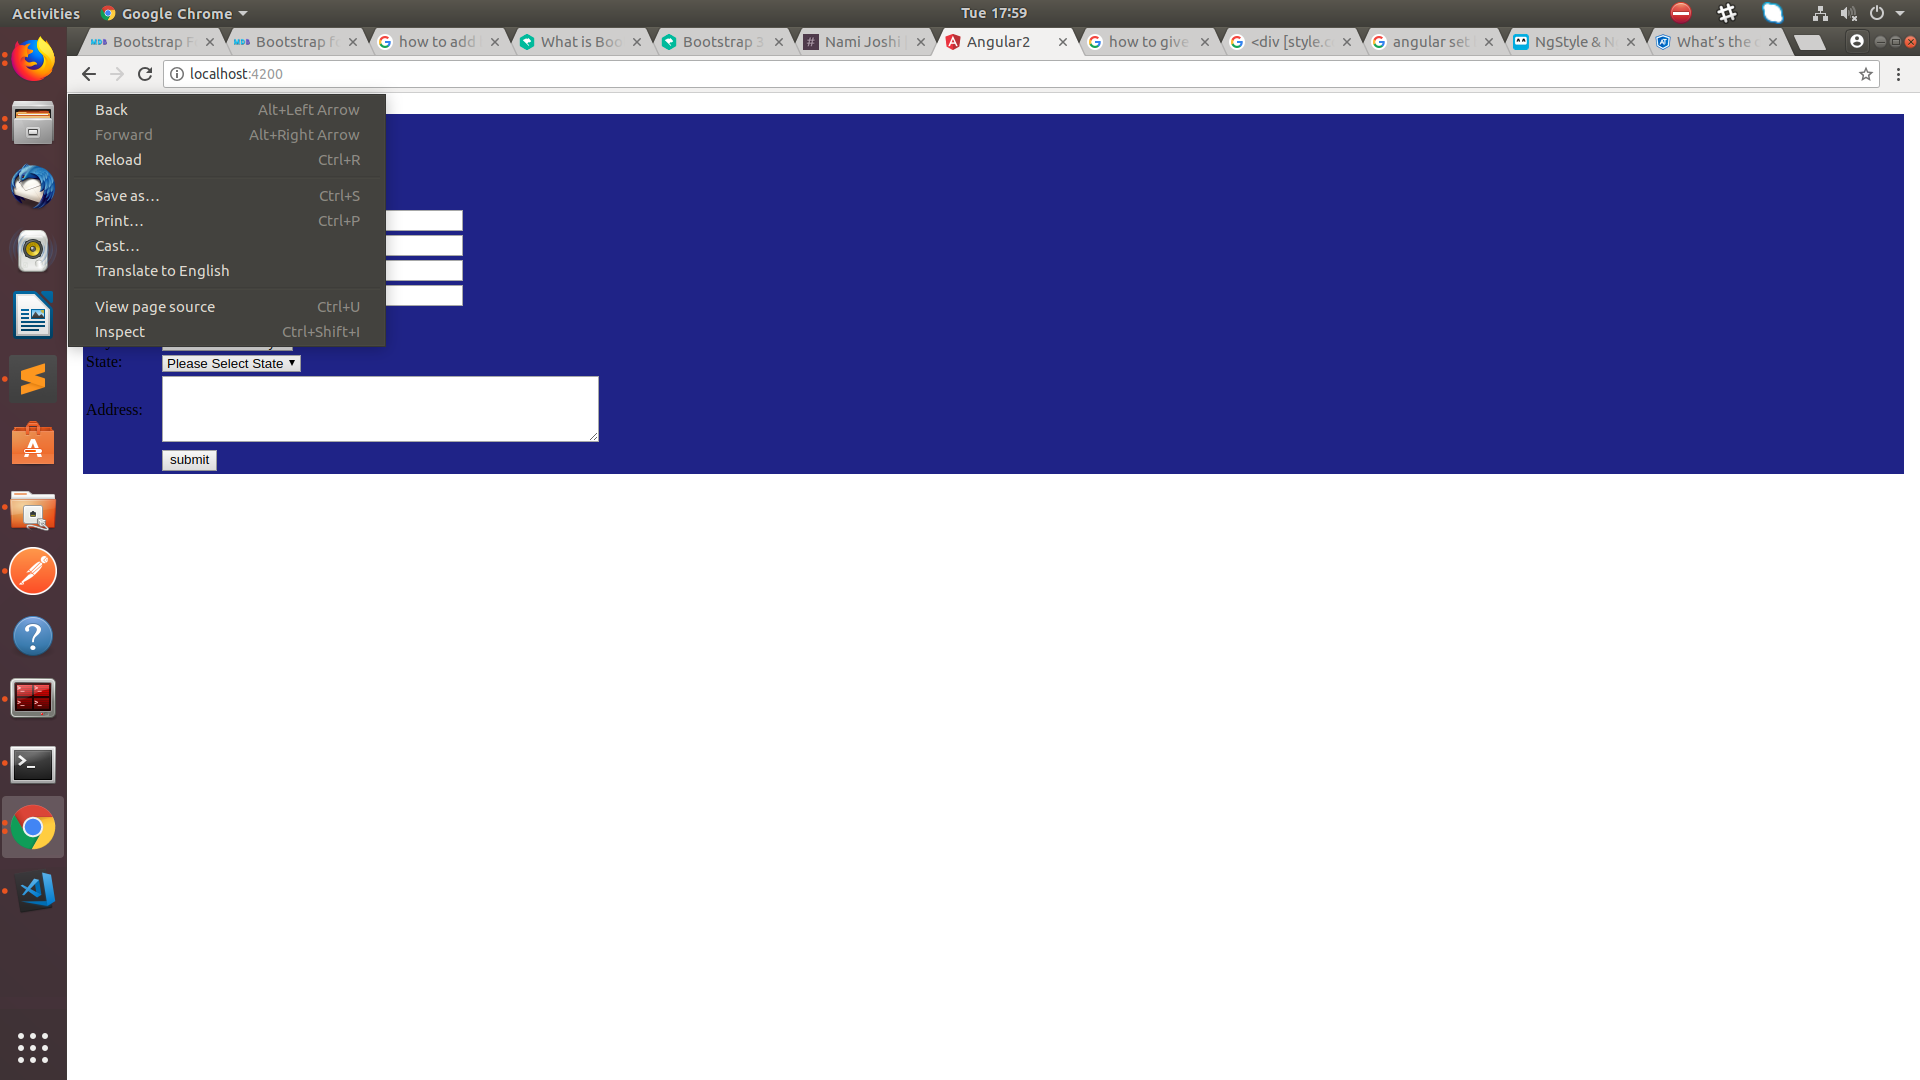 Activities Google Chrome Tue 17:59
Bootstrap F Bootstrap fo how to add What is Boo Bootstrap 3 Nami Joshi Angular2 how to give <div [style.c angular set NgStyle & N What's the
localhost:4200
Back Alt+Left Arrow
Forward Alt+Right Arrow
Reload Ctrl+R
Save as... Ctrl+S
Print... Ctrl+P
Cast...
Translate to English
View page source Ctrl+U
Inspect Ctrl+Shift+I
State: Please Select State
Address:
submit